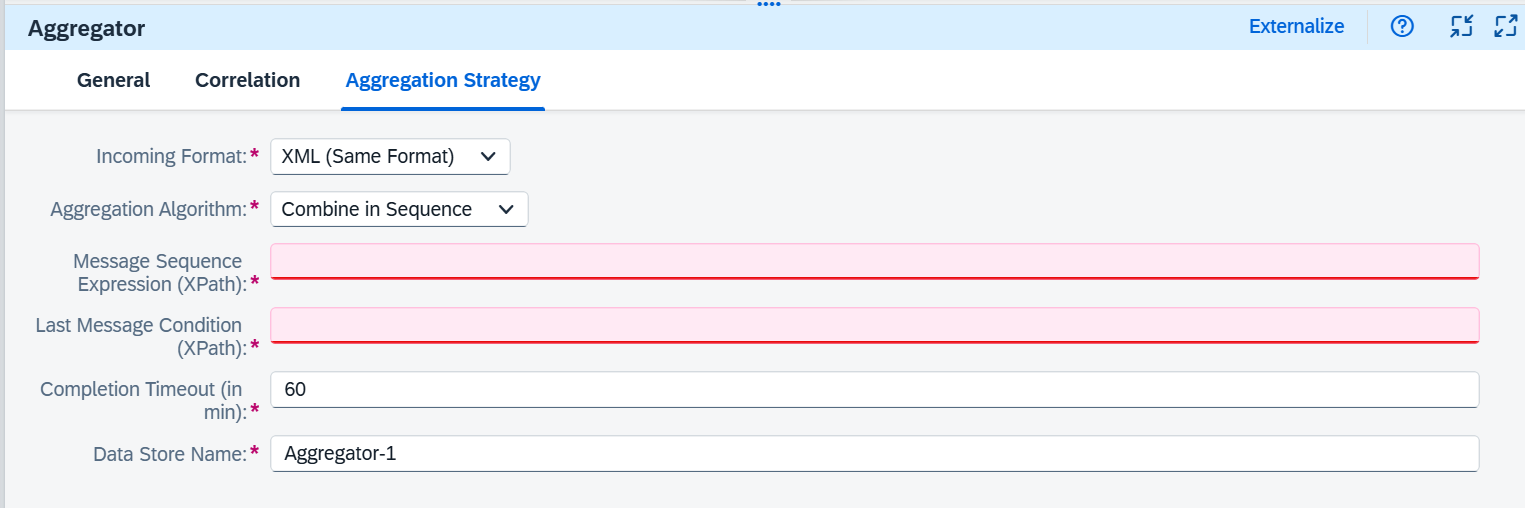 Aggregator
Externalize
General
Correlation
Aggregation Strategy
Incoming Format:*
XML (Same Format)
Aggregation Algorithm:*
Combine in Sequence
Message Sequence
Expression (XPath):*
Last Message Condition
(XPath):*
Completion Timeout (in
min):*
60
Data Store Name:*
Aggregator-1